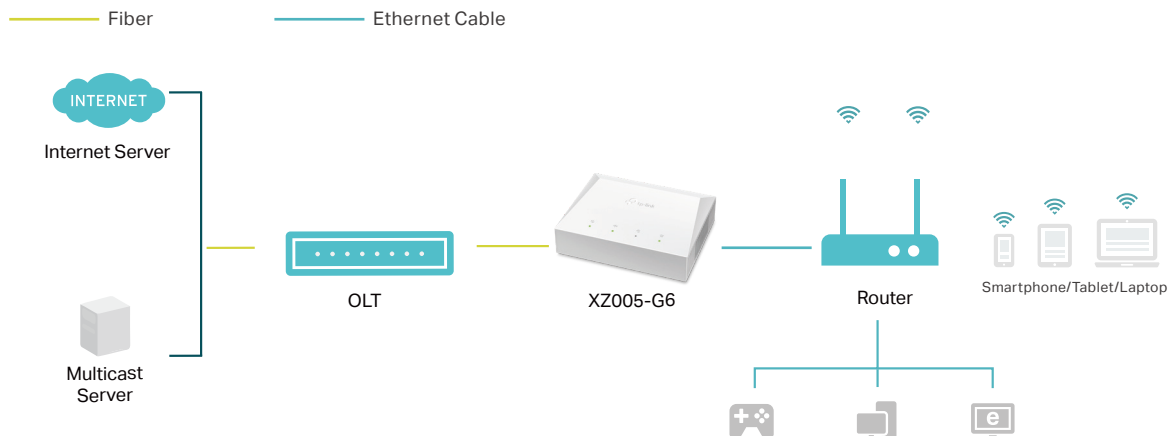 Fiber
Ethernet Cable
INTERNET
Internet Server
OLT
XZ005-G6
Router
Smartphone/Tablet/Laptop
Multicast
Server
e